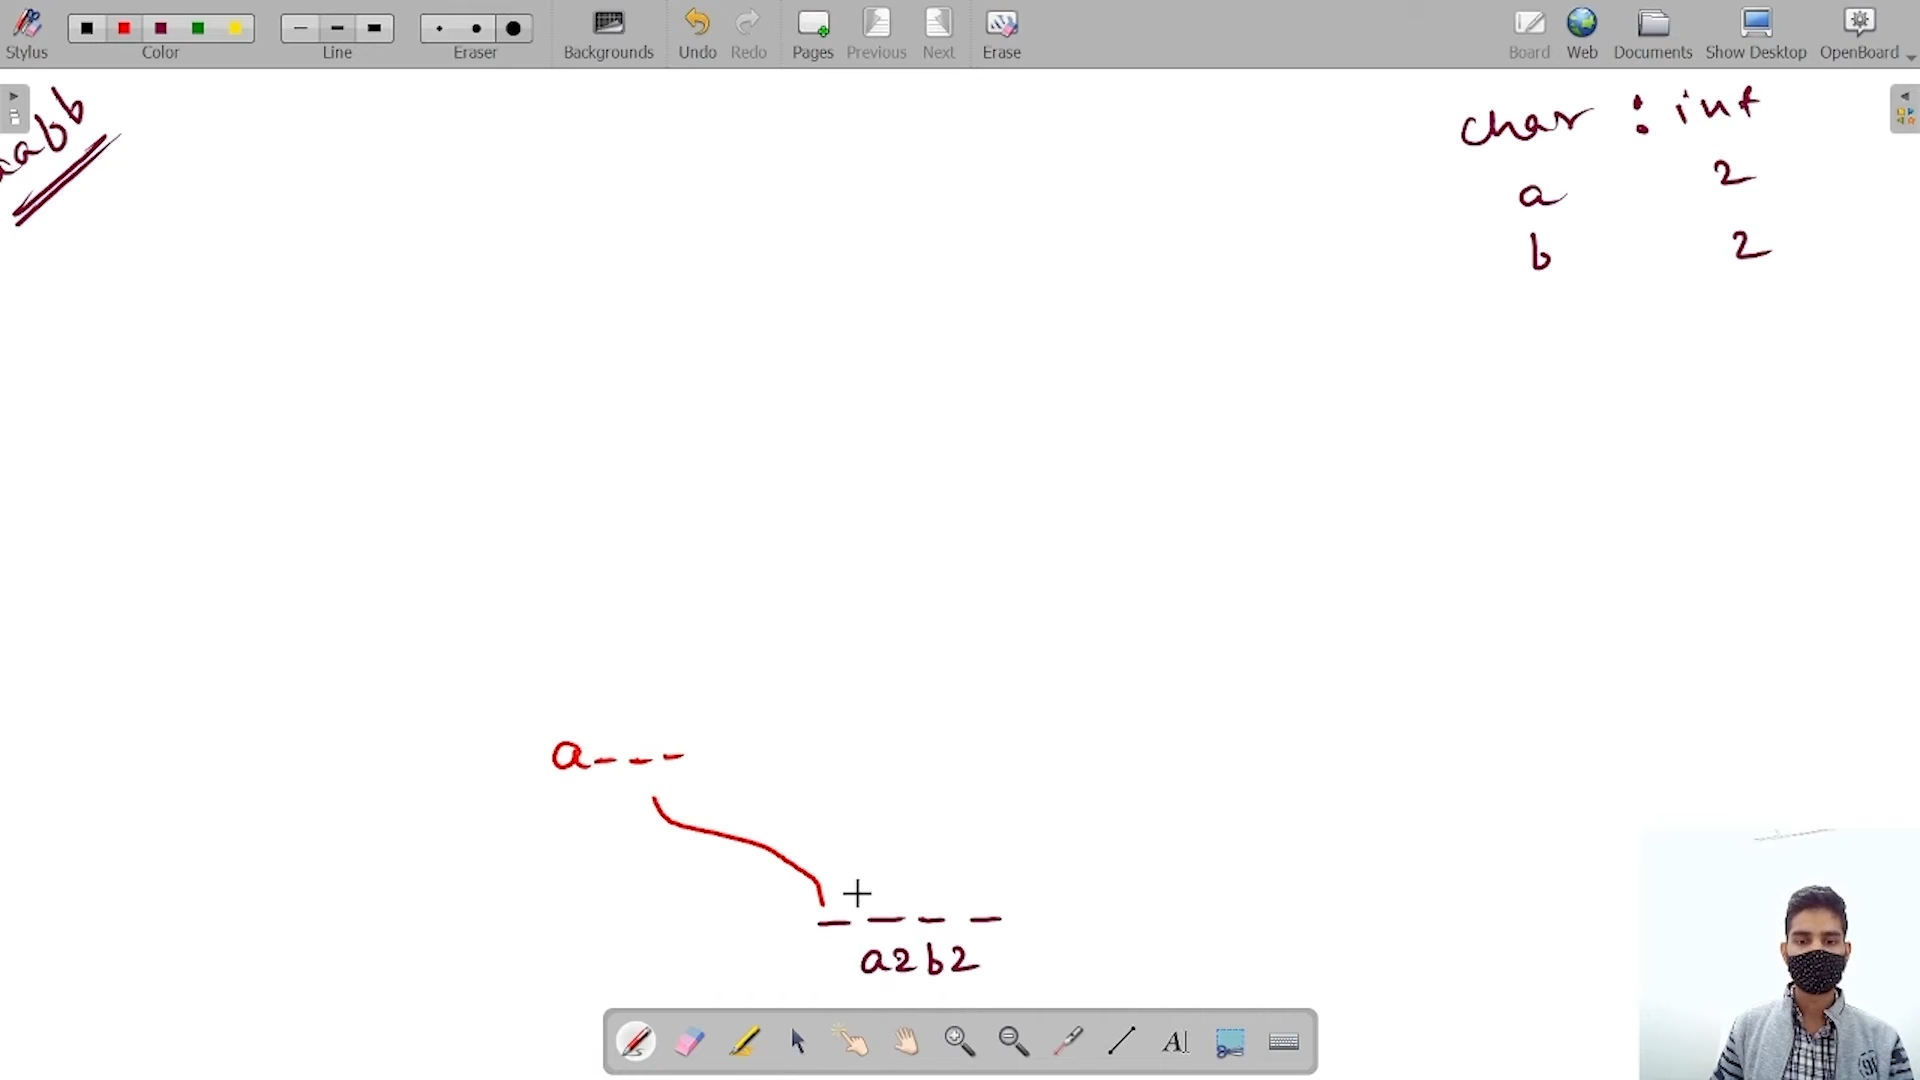 Stylus
Color
Line
Eraser
Backgrounds
Undo
Redo
Pages
Previous
Next
Erase
Board
Web
Documents
Show Desktop
OpenBoard
aabb
char : int
a 2
b 2
a - - -
_ _ _ _
a2b2